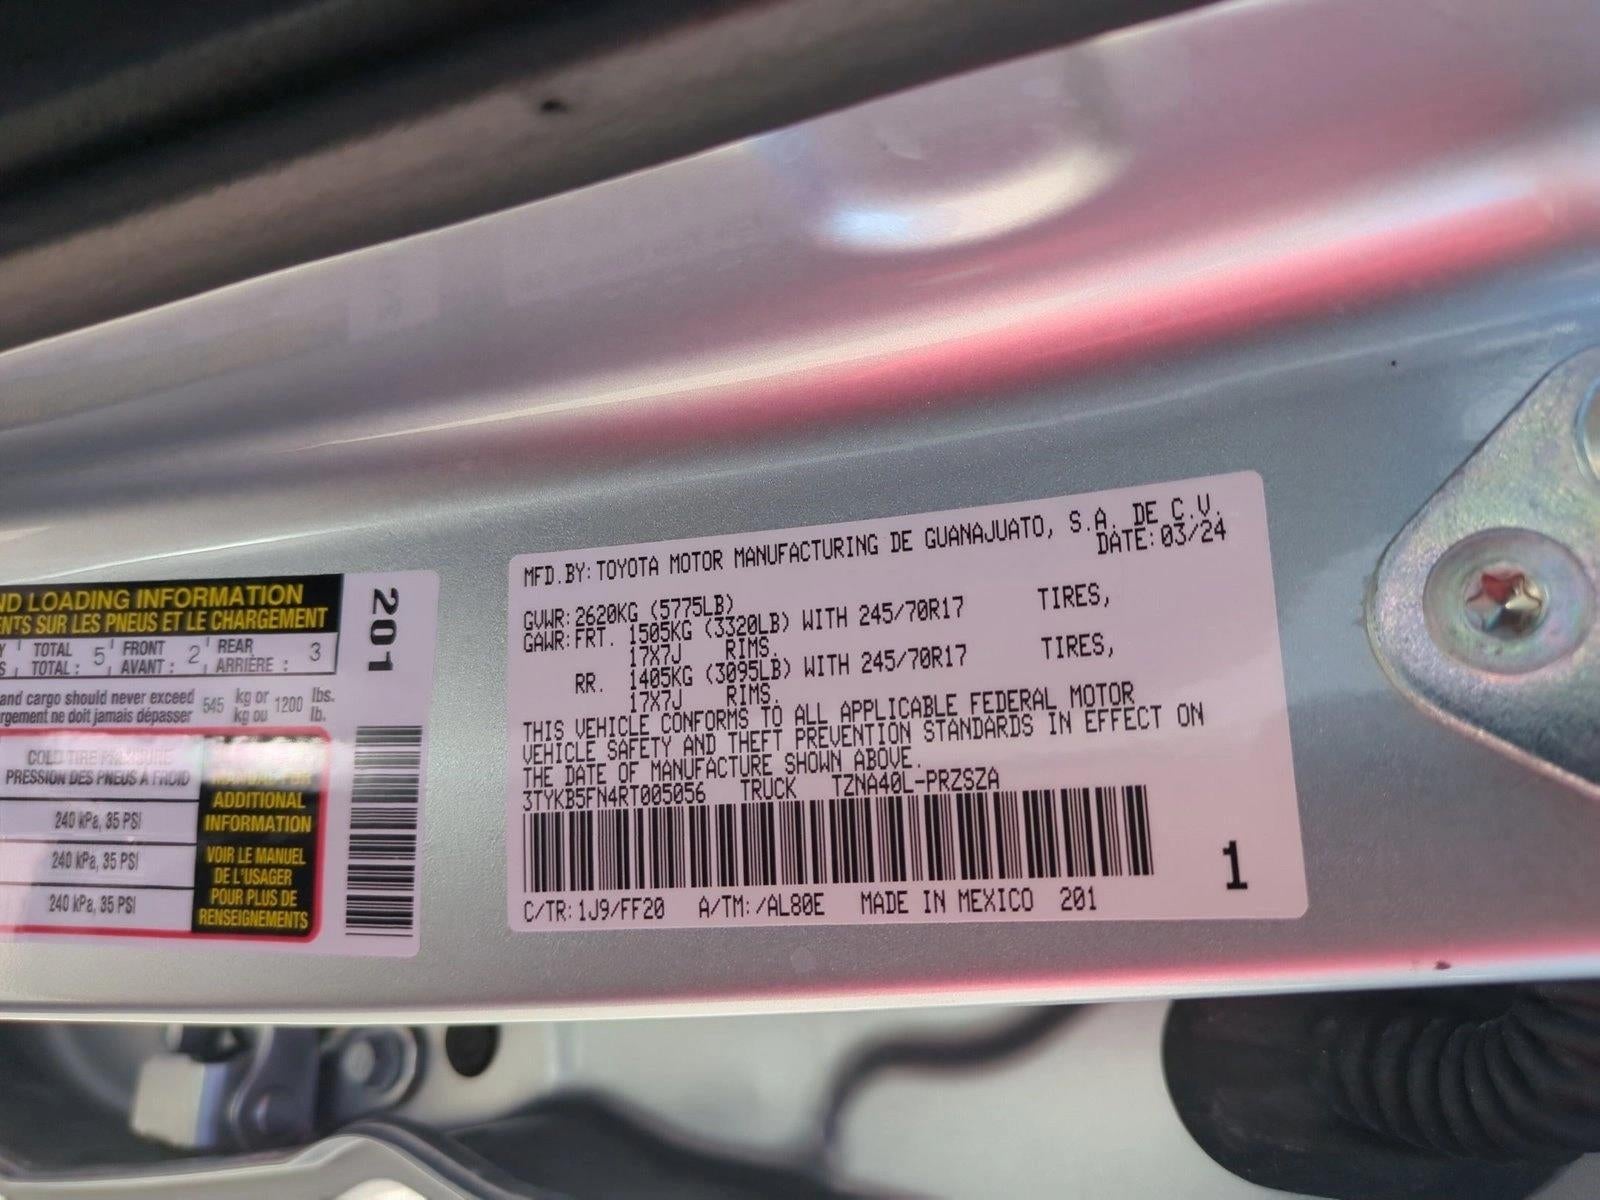 ND LOADING INFORMATION
ENTS SUR LES PNEUS ET LE CHARGEMENT
Y TOTAL 5 FRONT 2 REAR 3
S TOTAL : AVANT : ARRIÈRE :
and cargo should never exceed 545 kg or 1200 lbs.
rgement ne doit jamais dépasser kg ou lb.
COLD TIRE PRESSURE
PRESSION DES PNEUS À FROID
240 kPa, 35 PSI
240 kPa, 35 PSI
240 kPa, 35 PSI
ADDITIONAL
INFORMATION
VOIR LE MANUEL
DE L'USAGER
POUR PLUS DE
RENSEIGNEMENTS
201
MFD.BY:TOYOTA MOTOR MANUFACTURING DE GUANAJUATO, S.A. DE C.V.
DATE:03/24
GVWR:2620KG (5775LB)
GAWR:FRT. 1505KG (3320LB) WITH 245/70R17 TIRES,
17X7J RIMS.
RR. 1405KG (3095LB) WITH 245/70R17 TIRES,
17X7J RIMS.
THIS VEHICLE CONFORMS TO ALL APPLICABLE FEDERAL MOTOR
VEHICLE SAFETY AND THEFT PREVENTION STANDARDS IN EFFECT ON
THE DATE OF MANUFACTURE SHOWN ABOVE.
3TYKB5FN4RT005056 TRUCK TZNA40L-PRZSZA
1
C/TR:1J9/FF20 A/TM:/AL80E MADE IN MEXICO 201